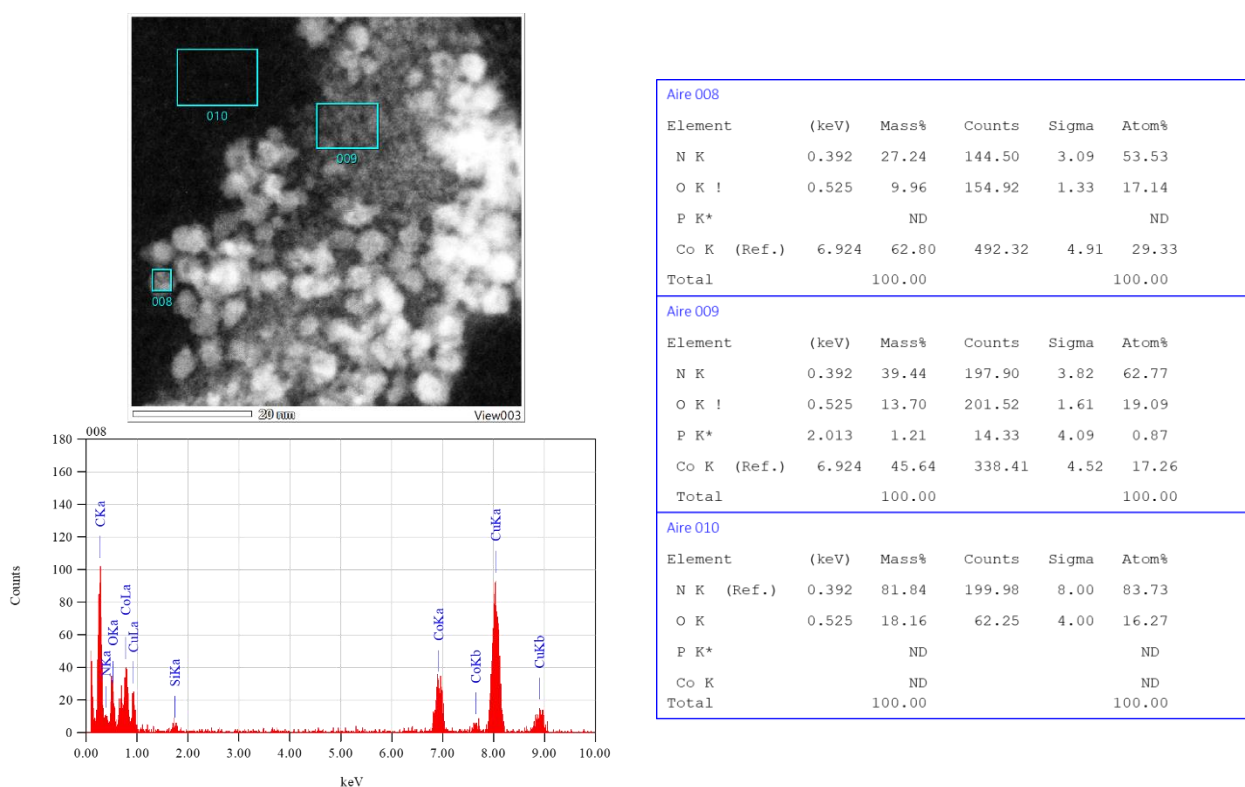 010
009
008
20 nm
View003
008
180
160
140
120
100
80
60
40
20
0
Counts
CKa
NKa
OKa
CoLa
CuLa
SiKa
CoKa
CoKb
CuKa
CuKb
0.00 1.00 2.00 3.00 4.00 5.00 6.00 7.00 8.00 9.00 10.00
keV
Aire 008
Element (keV) Mass% Counts Sigma Atom%
N K 0.392 27.24 144.50 3.09 53.53
O K ! 0.525 9.96 154.92 1.33 17.14
P K* ND ND
Co K (Ref.) 6.924 62.80 492.32 4.91 29.33
Total 100.00 100.00
Aire 009
Element (keV) Mass% Counts Sigma Atom%
N K 0.392 39.44 197.90 3.82 62.77
O K ! 0.525 13.70 201.52 1.61 19.09
P K* 2.013 1.21 14.33 4.09 0.87
Co K (Ref.) 6.924 45.64 338.41 4.52 17.26
Total 100.00 100.00
Aire 010
Element (keV) Mass% Counts Sigma Atom%
N K (Ref.) 0.392 81.84 199.98 8.00 83.73
O K 0.525 18.16 62.25 4.00 16.27
P K* ND ND
Co K ND ND
Total 100.00 100.00